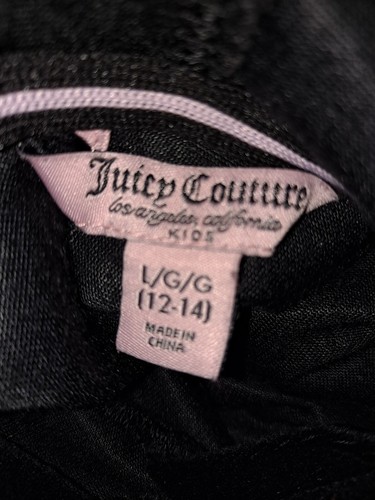 Juicy Couture
los angeles, california
KIDS
L/G/G
(12-14)
MADE IN
CHINA